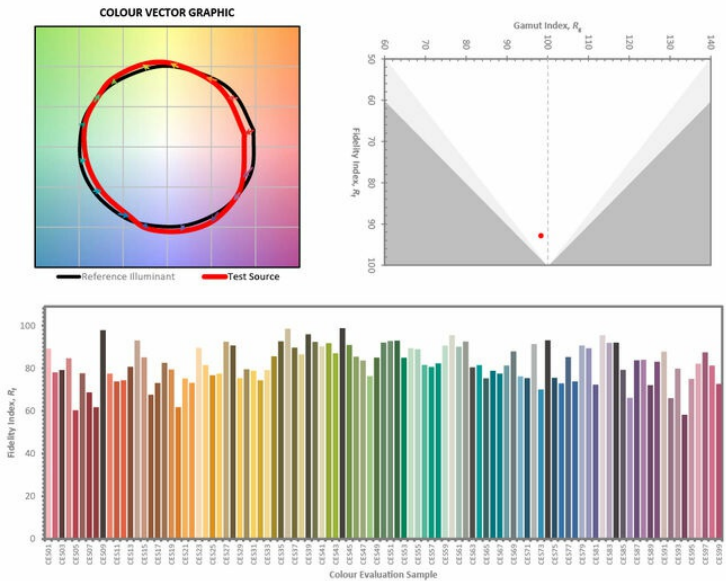 COLOUR VECTOR GRAPHIC
Reference Illuminant
Test Source
Gamut Index, Rg
60 70 80 90 100 110 120 130 140
50
60
70
80
90
100
Fidelity Index, Rf
100
80
60
40
20
0
Fidelity Index, Rf
CES01 CES03 CES05 CES07 CES09 CES11 CES13 CES15 CES17 CES19 CES21 CES23 CES25 CES27 CES29 CES31 CES33 CES35 CES37 CES39 CES41 CES43 CES45 CES47 CES49 CES51 CES53 CES55 CES57 CES59 CES61 CES63 CES65 CES67 CES69 CES71 CES73 CES75 CES77 CES79 CES81 CES83 CES85 CES87 CES89 CES91 CES93 CES95 CES97 CES99
Colour Evaluation Sample